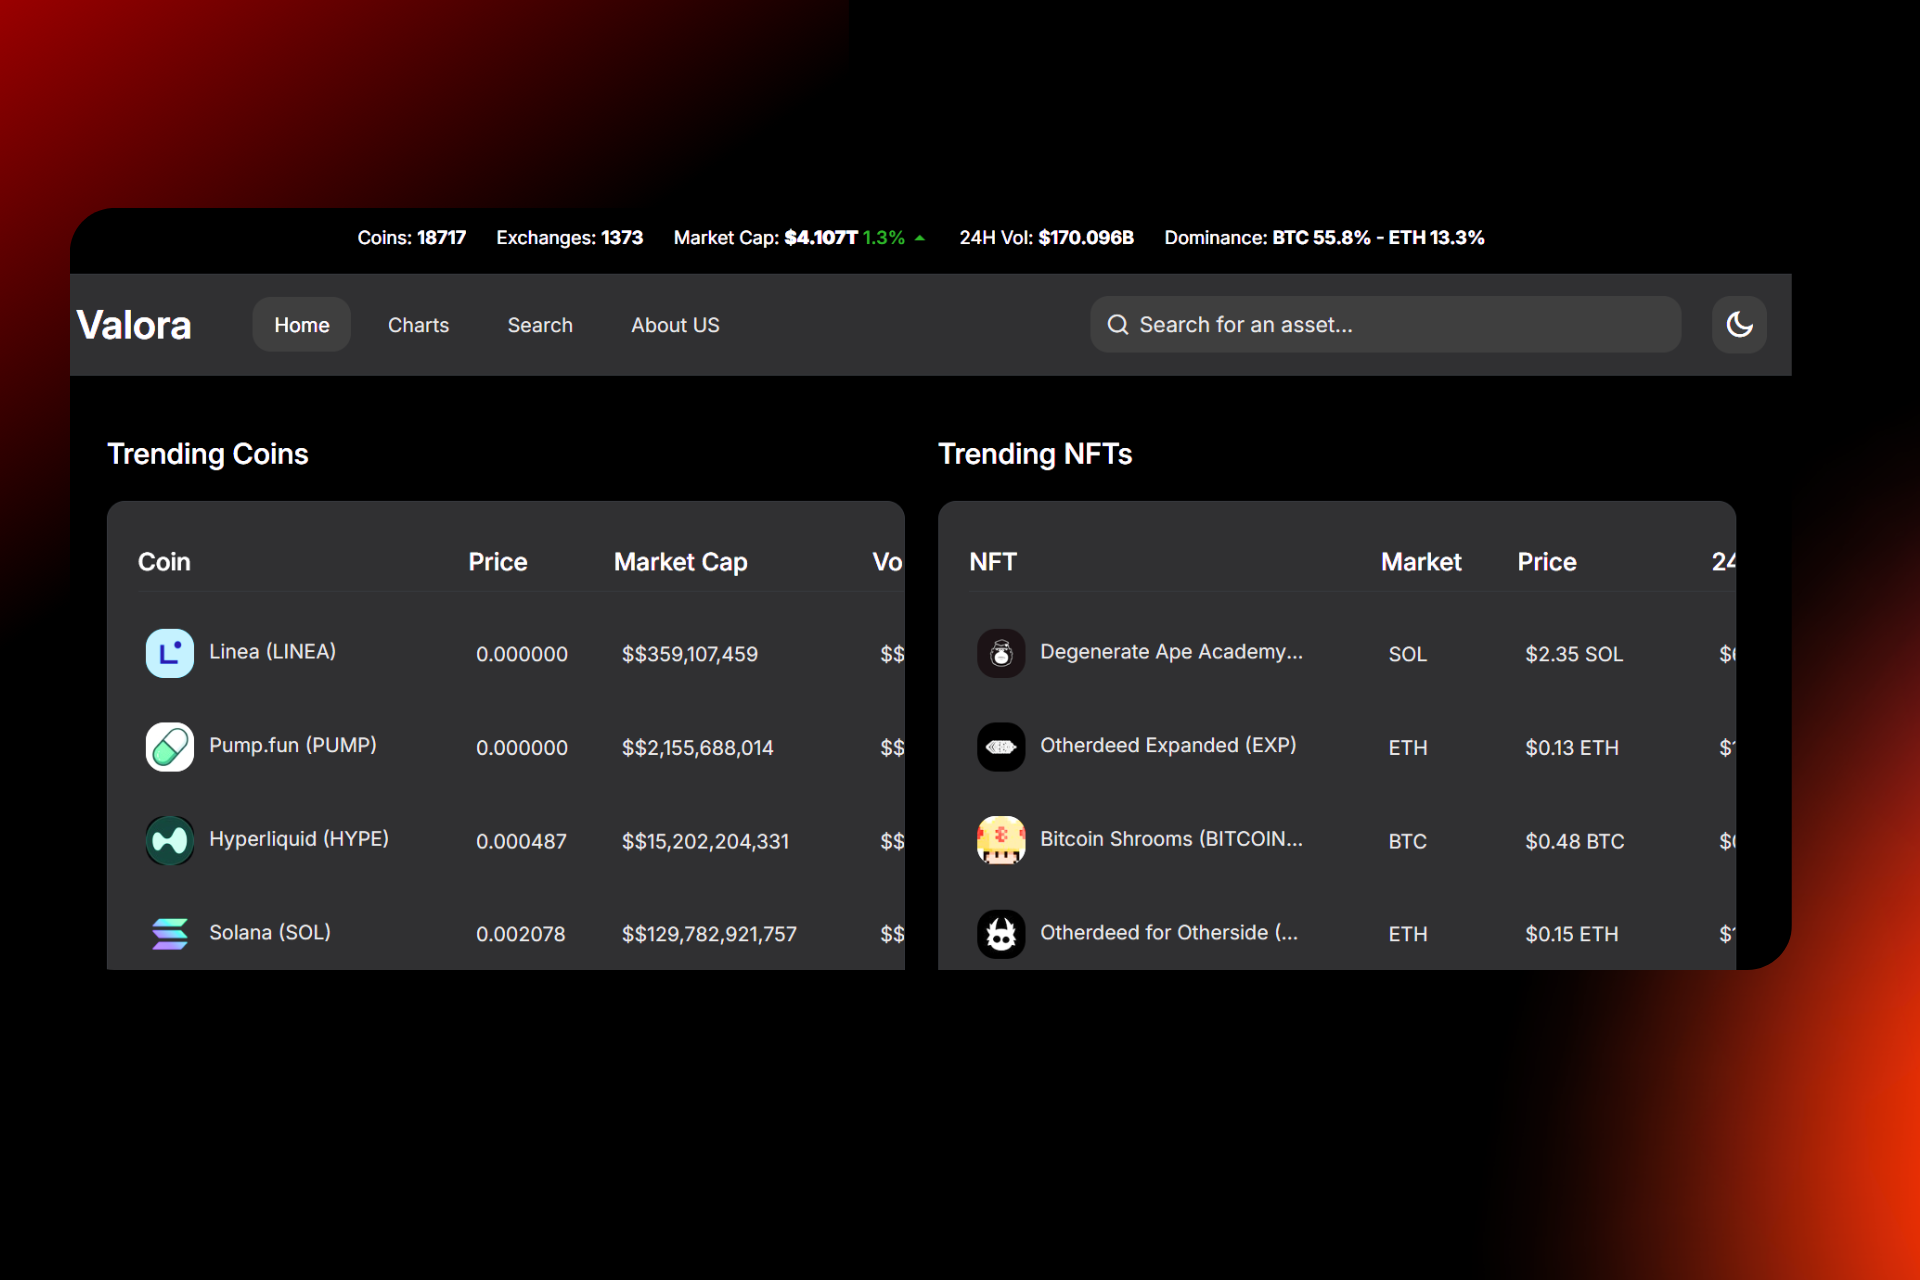 Coins: 18717 Exchanges: 1373 Market Cap: $4.107T 1.3% 24H Vol: $170.096B Dominance: BTC 55.8% - ETH 13.3%
Valora Home Charts Search About US Search for an asset...
Trending Coins
Coin Price Market Cap Vo
Linea (LINEA) 0.000000 $$359,107,459 $$
Pump.fun (PUMP) 0.000000 $$2,155,688,014 $$
Hyperliquid (HYPE) 0.000487 $$15,202,204,331 $$
Solana (SOL) 0.002078 $$129,782,921,757 $$
Trending NFTs
NFT Market Price 24
Degenerate Ape Academy... SOL $2.35 SOL $
Otherdeed Expanded (EXP) ETH $0.13 ETH $
Bitcoin Shrooms (BITCOIN... BTC $0.48 BTC $
Otherdeed for Otherside (... ETH $0.15 ETH $